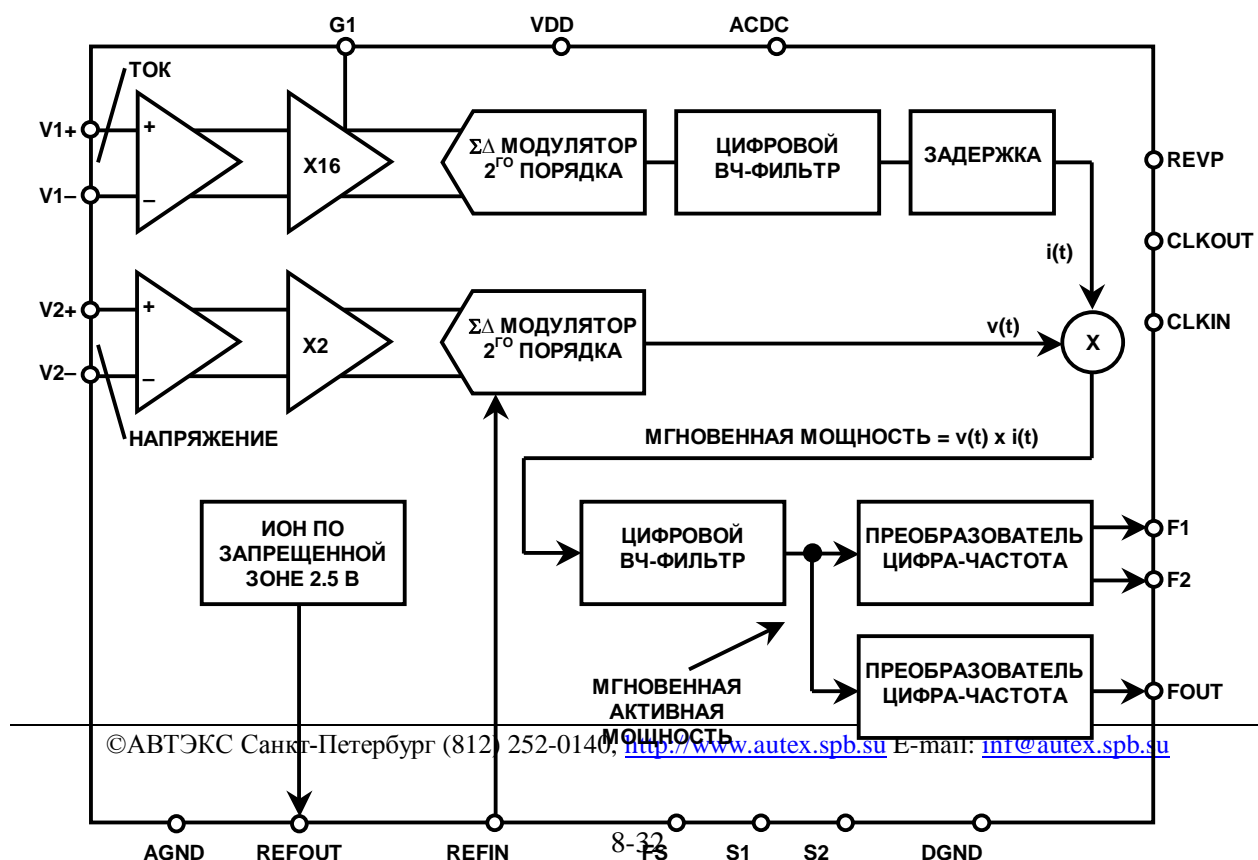 G1 VDD ACDC
ТОК
V1+
V1–
+
–
X16
ΣΔ МОДУЛЯТОР
2ГО ПОРЯДКА
ЦИФРОВОЙ
ВЧ-ФИЛЬТР
ЗАДЕРЖКА
REVP
CLKOUT
CLKIN
i(t)
V2+
V2–
+
–
X2
ΣΔ МОДУЛЯТОР
2ГО ПОРЯДКА
v(t)
X
НАПРЯЖЕНИЕ
МГНОВЕННАЯ МОЩНОСТЬ = v(t) x i(t)
ИОН ПО
ЗАПРЕЩЕННОЙ
ЗОНЕ 2.5 В
ЦИФРОВОЙ
ВЧ-ФИЛЬТР
ПРЕОБРАЗОВАТЕЛЬ
ЦИФРА-ЧАСТОТА
F1
F2
МГНОВЕННАЯ
АКТИВНАЯ
МОЩНОСТЬ
ПРЕОБРАЗОВАТЕЛЬ
ЦИФРА-ЧАСТОТА
FOUT
©АВТЭКС Санкт-Петербург (812) 252-0140, http://www.autex.spb.su E-mail: inf@autex.spb.su
8-32
AGND REFOUT REFIN FS S1 S2 DGND